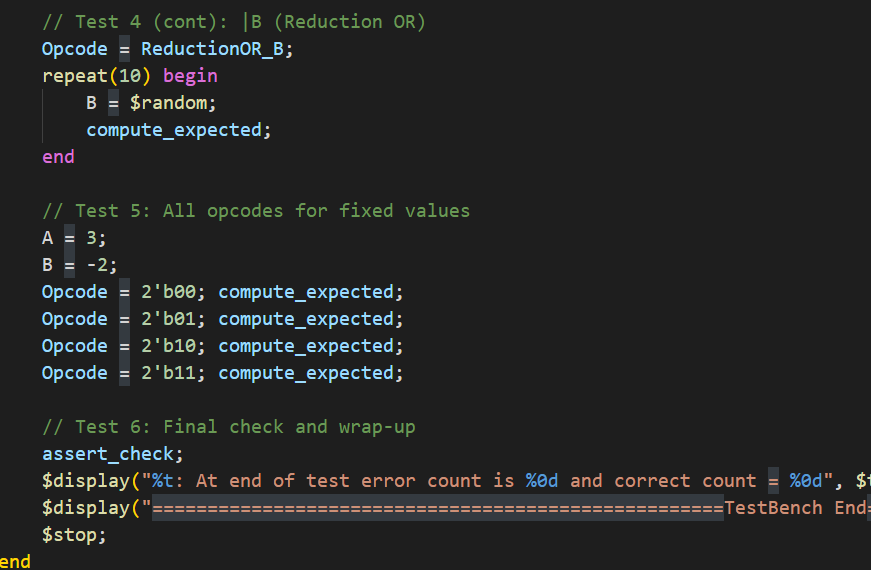 // Test 4 (cont): |B (Reduction OR)
Opcode = ReductionOR_B;
repeat(10) begin
B = $random;
compute_expected;
end
// Test 5: All opcodes for fixed values
A = 3;
B = -2;
Opcode = 2'b00; compute_expected;
Opcode = 2'b01; compute_expected;
Opcode = 2'b10; compute_expected;
Opcode = 2'b11; compute_expected;
// Test 6: Final check and wrap-up
assert_check;
$display("%t: At end of test error count is %0d and correct count = %0d", $
$display("====================================================TestBench End=
$stop;
end